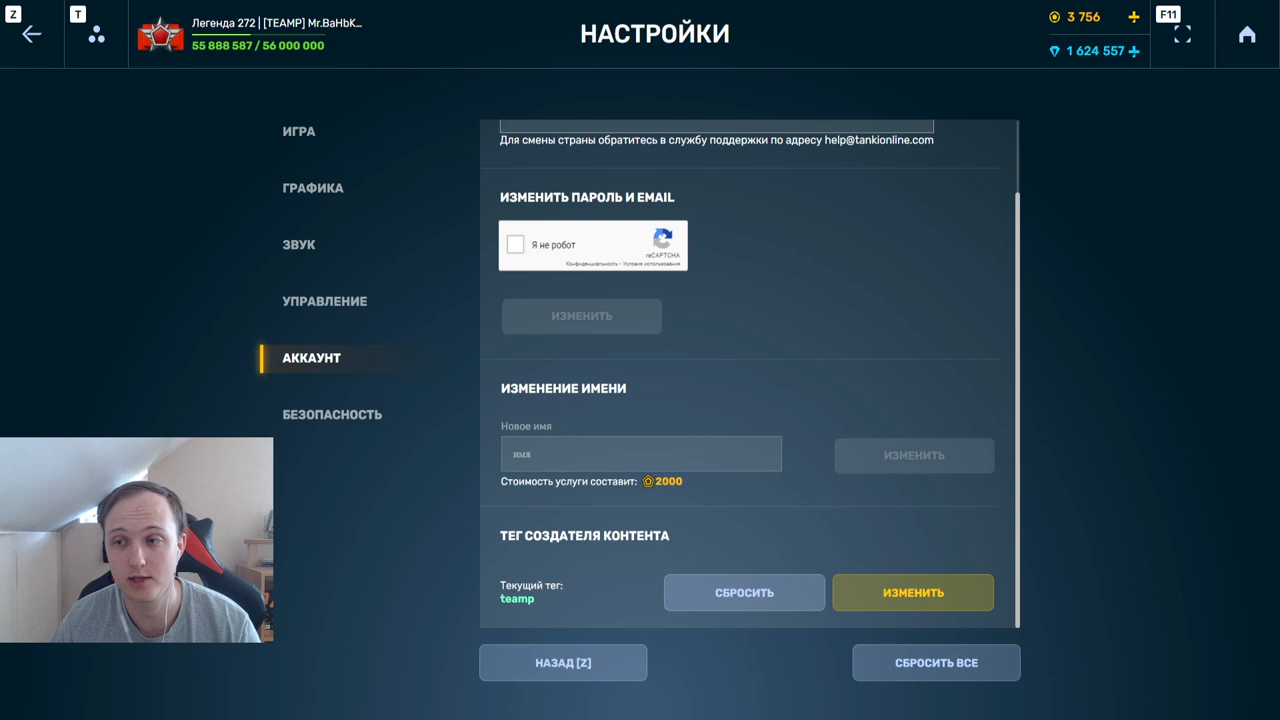 Z
T
Легенда 272 | [TEAMP] Mr.BaHbK...
55 888 587 / 56 000 000
НАСТРОЙКИ
3 756
1 624 557
F11
ИГРА
ГРАФИКА
ЗВУК
УПРАВЛЕНИЕ
АККАУНТ
БЕЗОПАСНОСТЬ
Для смены страны обратитесь в службу поддержки по адресу help@tankionline.com
ИЗМЕНИТЬ ПАРОЛЬ И EMAIL
Я не робот
reCAPTCHA
Конфиденциальность - Условия использования
ИЗМЕНИТЬ
ИЗМЕНЕНИЕ ИМЕНИ
Новое имя
имя
ИЗМЕНИТЬ
Стоимость услуги составит: 2000
ТЕГ СОЗДАТЕЛЯ КОНТЕНТА
Текущий тег:
teamp
СБРОСИТЬ
ИЗМЕНИТЬ
НАЗАД [Z]
СБРОСИТЬ ВСЕ